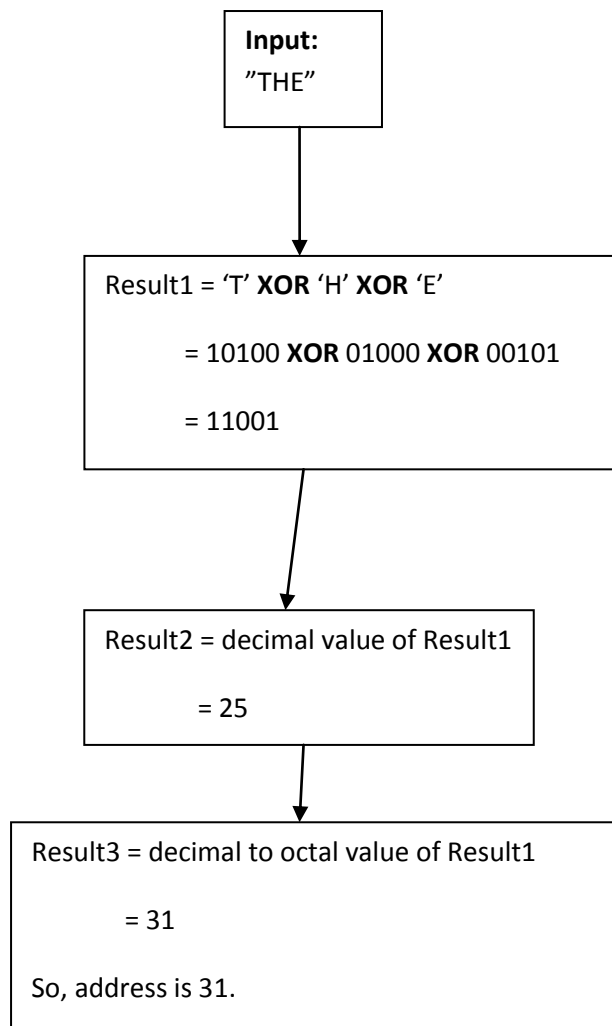 Input:
”THE”
Result1 = ‘T’ XOR ‘H’ XOR ‘E’
= 10100 XOR 01000 XOR 00101
= 11001
Result2 = decimal value of Result1
= 25
Result3 = decimal to octal value of Result1
= 31
So, address is 31.